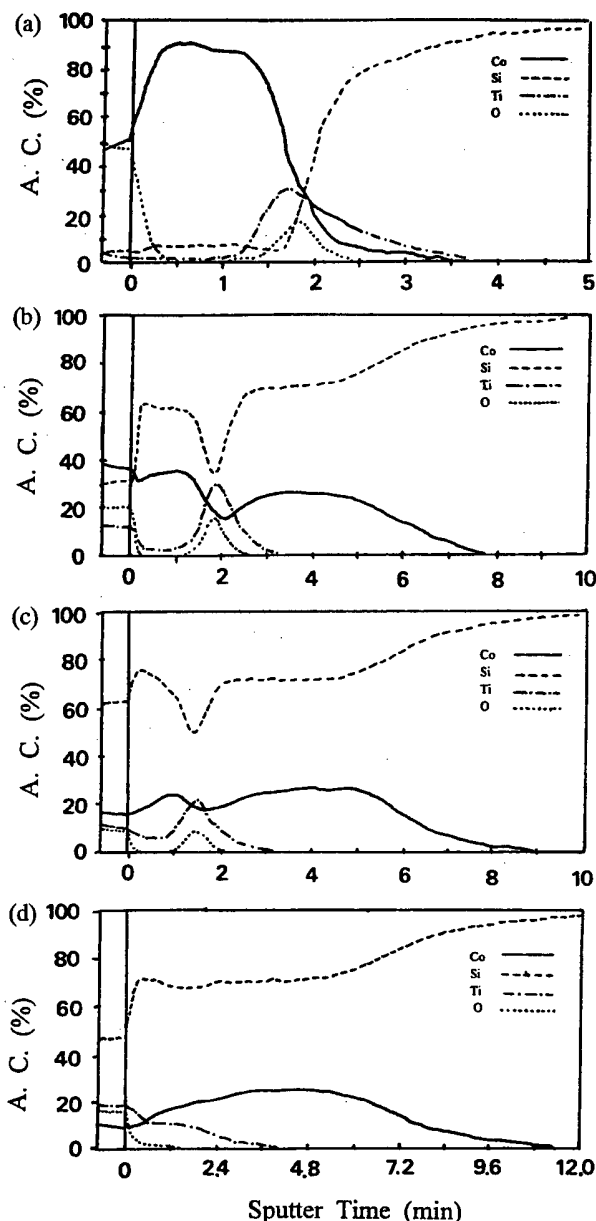 (a)
A. C. (%)
100
80
60
40
20
0
Co
Si
Ti
O
0 1 2 3 4 5
(b)
A. C. (%)
100
80
60
40
20
0
Co
Si
Ti
O
0 2 4 6 8 10
(c)
A. C. (%)
100
80
60
40
20
0
Co
Si
Ti
O
0 2 4 6 8 10
(d)
A. C. (%)
100
80
60
40
20
0
Co
Si
Ti
O
0 2.4 4.8 7.2 9.6 12.0
Sputter Time (min)